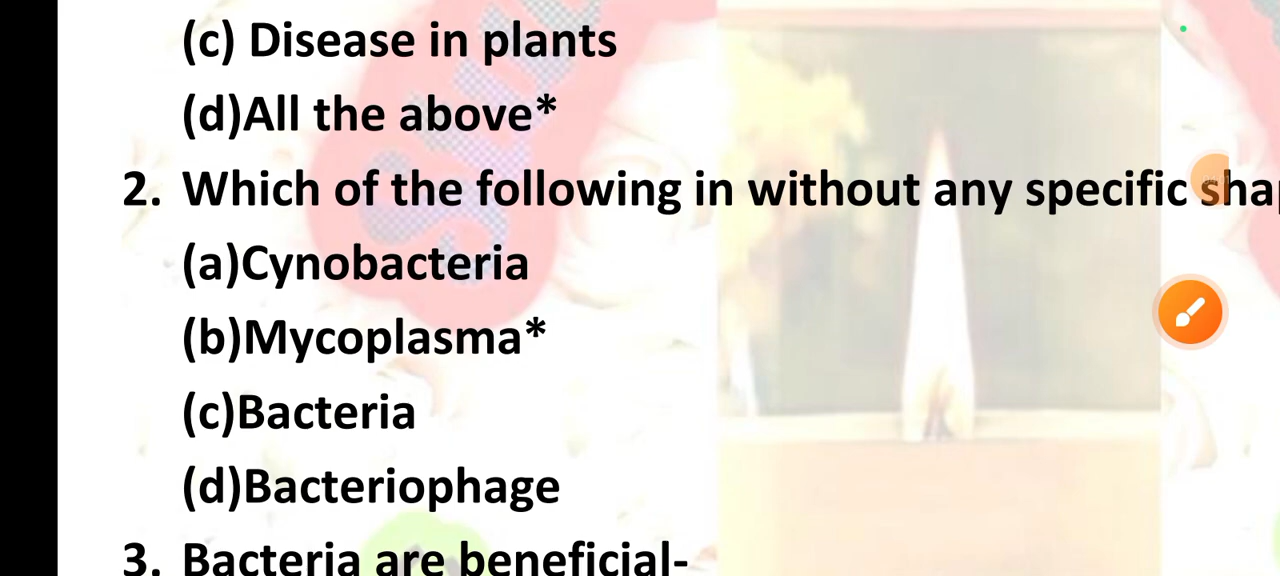 (c) Disease in plants
(d)All the above*
2. Which of the following in without any specific
(a)Cynobacteria
(b)Mycoplasma*
(c)Bacteria
(d)Bacteriophage
3. Bacteria are beneficial-